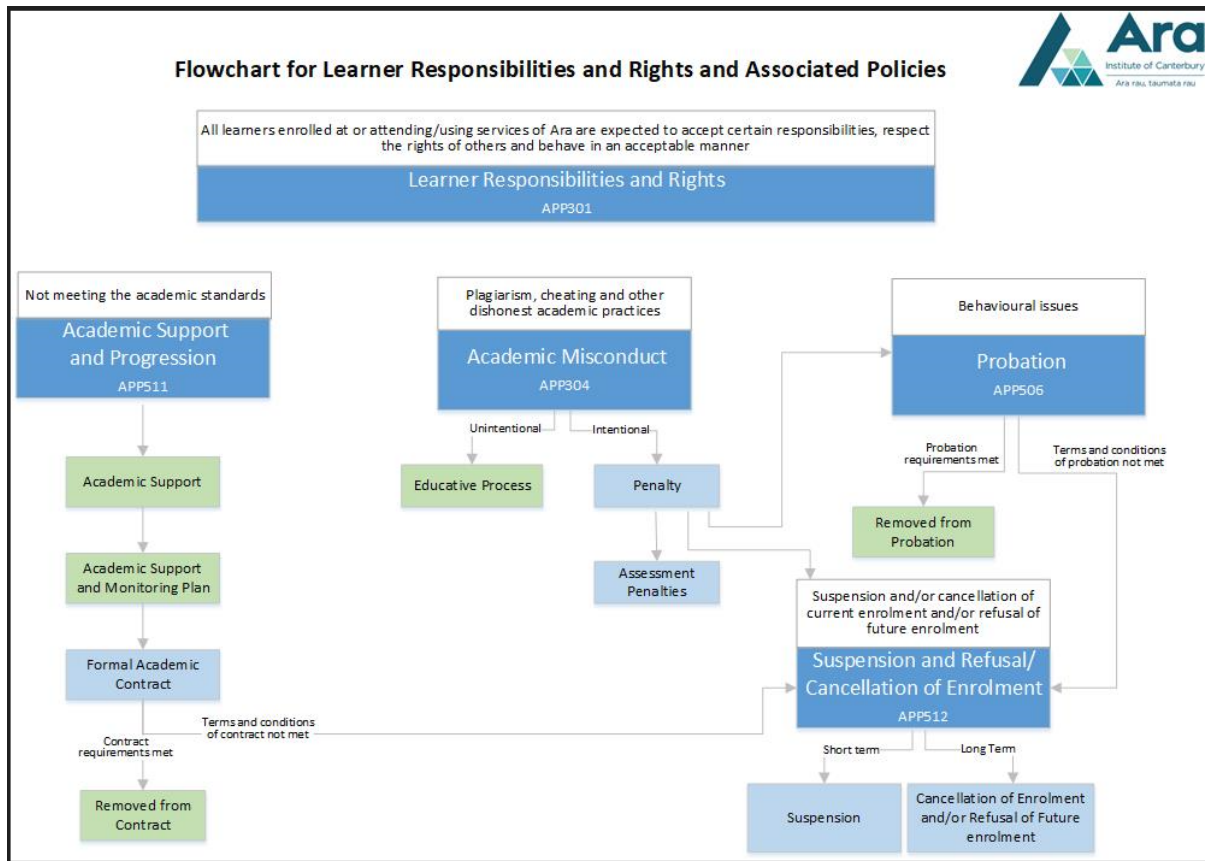 Flowchart for Learner Responsibilities and Rights and Associated Policies
Ara
Institute of Canterbury
Ara rau, taumata rau
All learners enrolled at or attending/using services of Ara are expected to accept certain responsibilities, respect
the rights of others and behave in an acceptable manner
Learner Responsibilities and Rights
APP301
Not meeting the academic standards
Academic Support
and Progression
APP511
Academic Support
Academic Support
and Monitoring Plan
Formal Academic
Contract
Terms and conditions
of contract not met
Contract
requirements met
Removed from
Contract
Plagiarism, cheating and other
dishonest academic practices
Academic Misconduct
APP304
Unintentional
Intentional
Educative Process
Penalty
Assessment
Penalties
Behavioural issues
Probation
APP506
Probation
requirements met
Terms and conditions
of probation not met
Removed from
Probation
Suspension and/or cancellation of
current enrolment and/or refusal of
future enrolment
Suspension and Refusal/
Cancellation of Enrolment
APP512
Short term
Long Term
Suspension
Cancellation of Enrolment
and/or Refusal of Future
enrolment